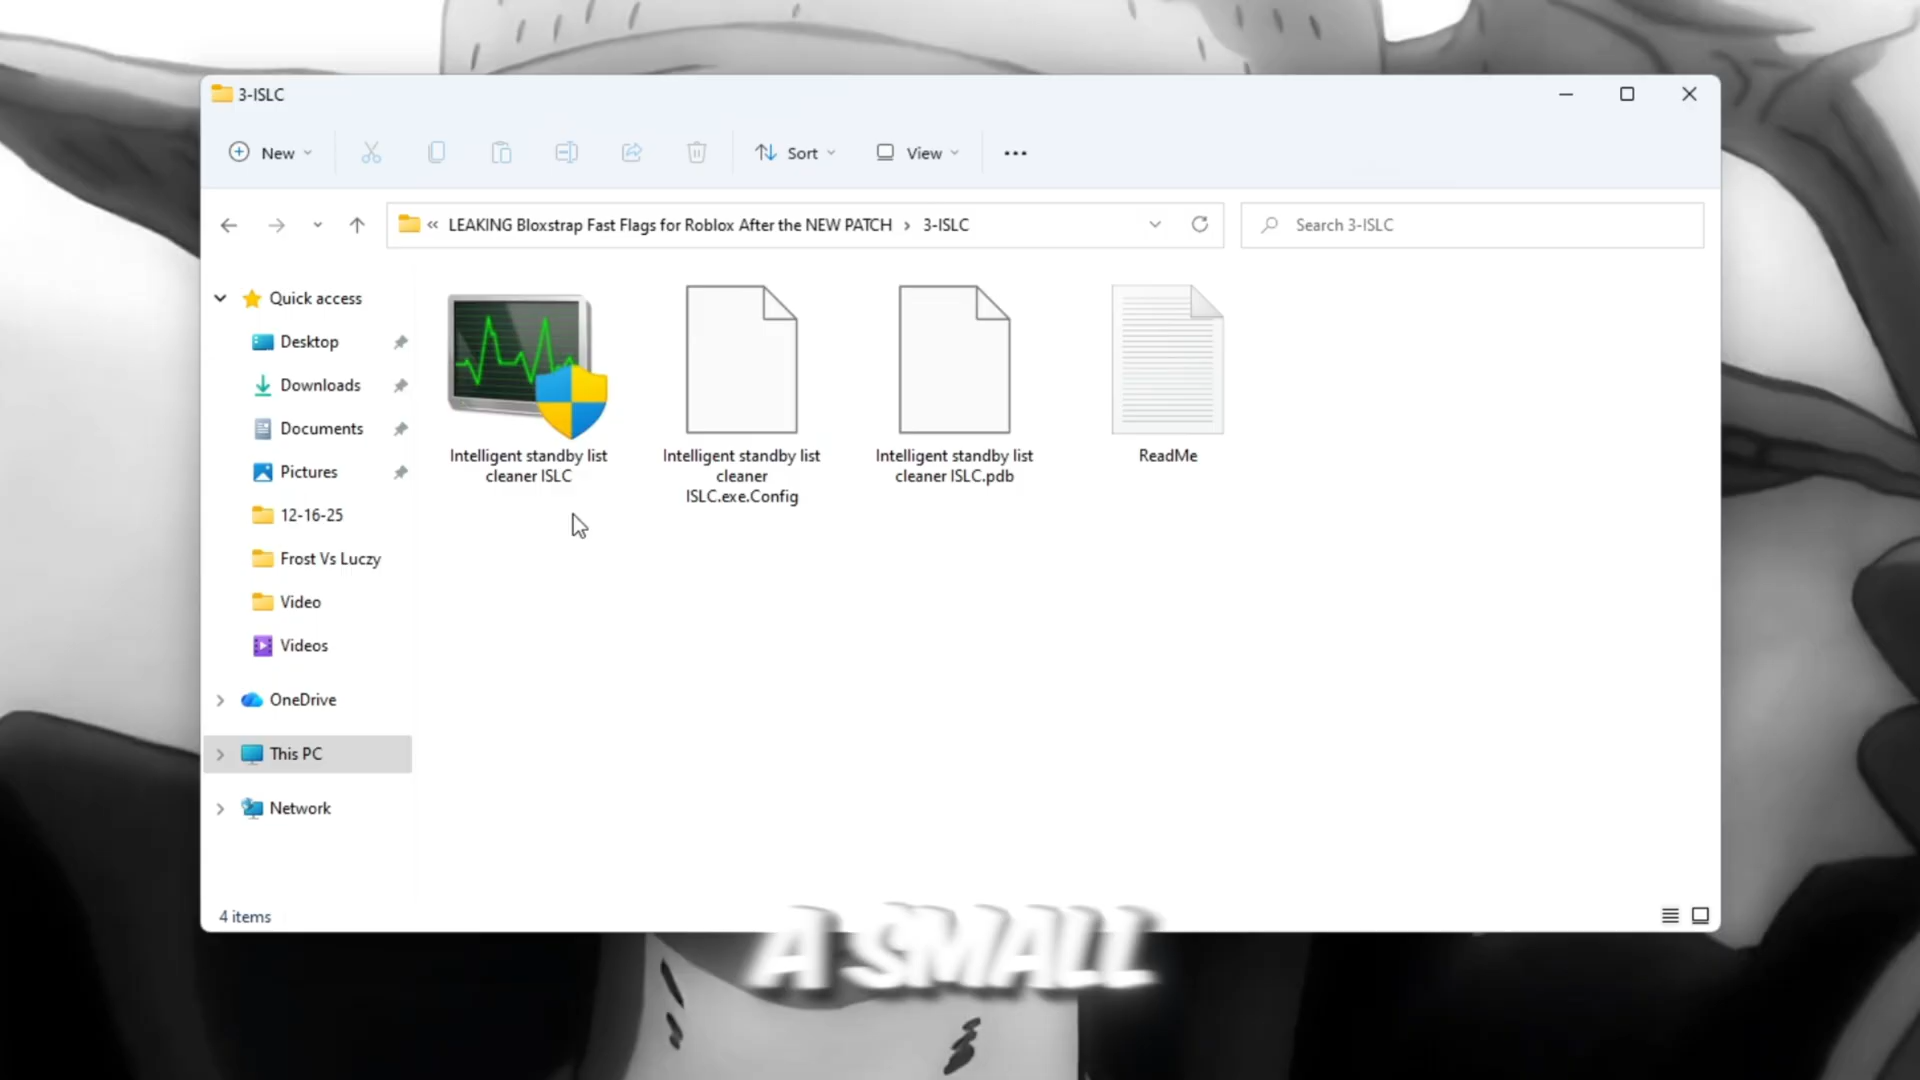 3-ISLC
New
Sort
View
LEAKING Bloxstrap Fast Flags for Roblox After the NEW PATCH > 3-ISLC
Search 3-ISLC
Quick access
Desktop
Downloads
Documents
Pictures
12-16-25
Frost Vs Luczy
Video
Videos
OneDrive
This PC
Network
Intelligent standby list
cleaner ISLC
Intelligent standby list
cleaner
ISLC.exe.Config
Intelligent standby list
cleaner ISLC.pdb
ReadMe
4 items
A SMALL